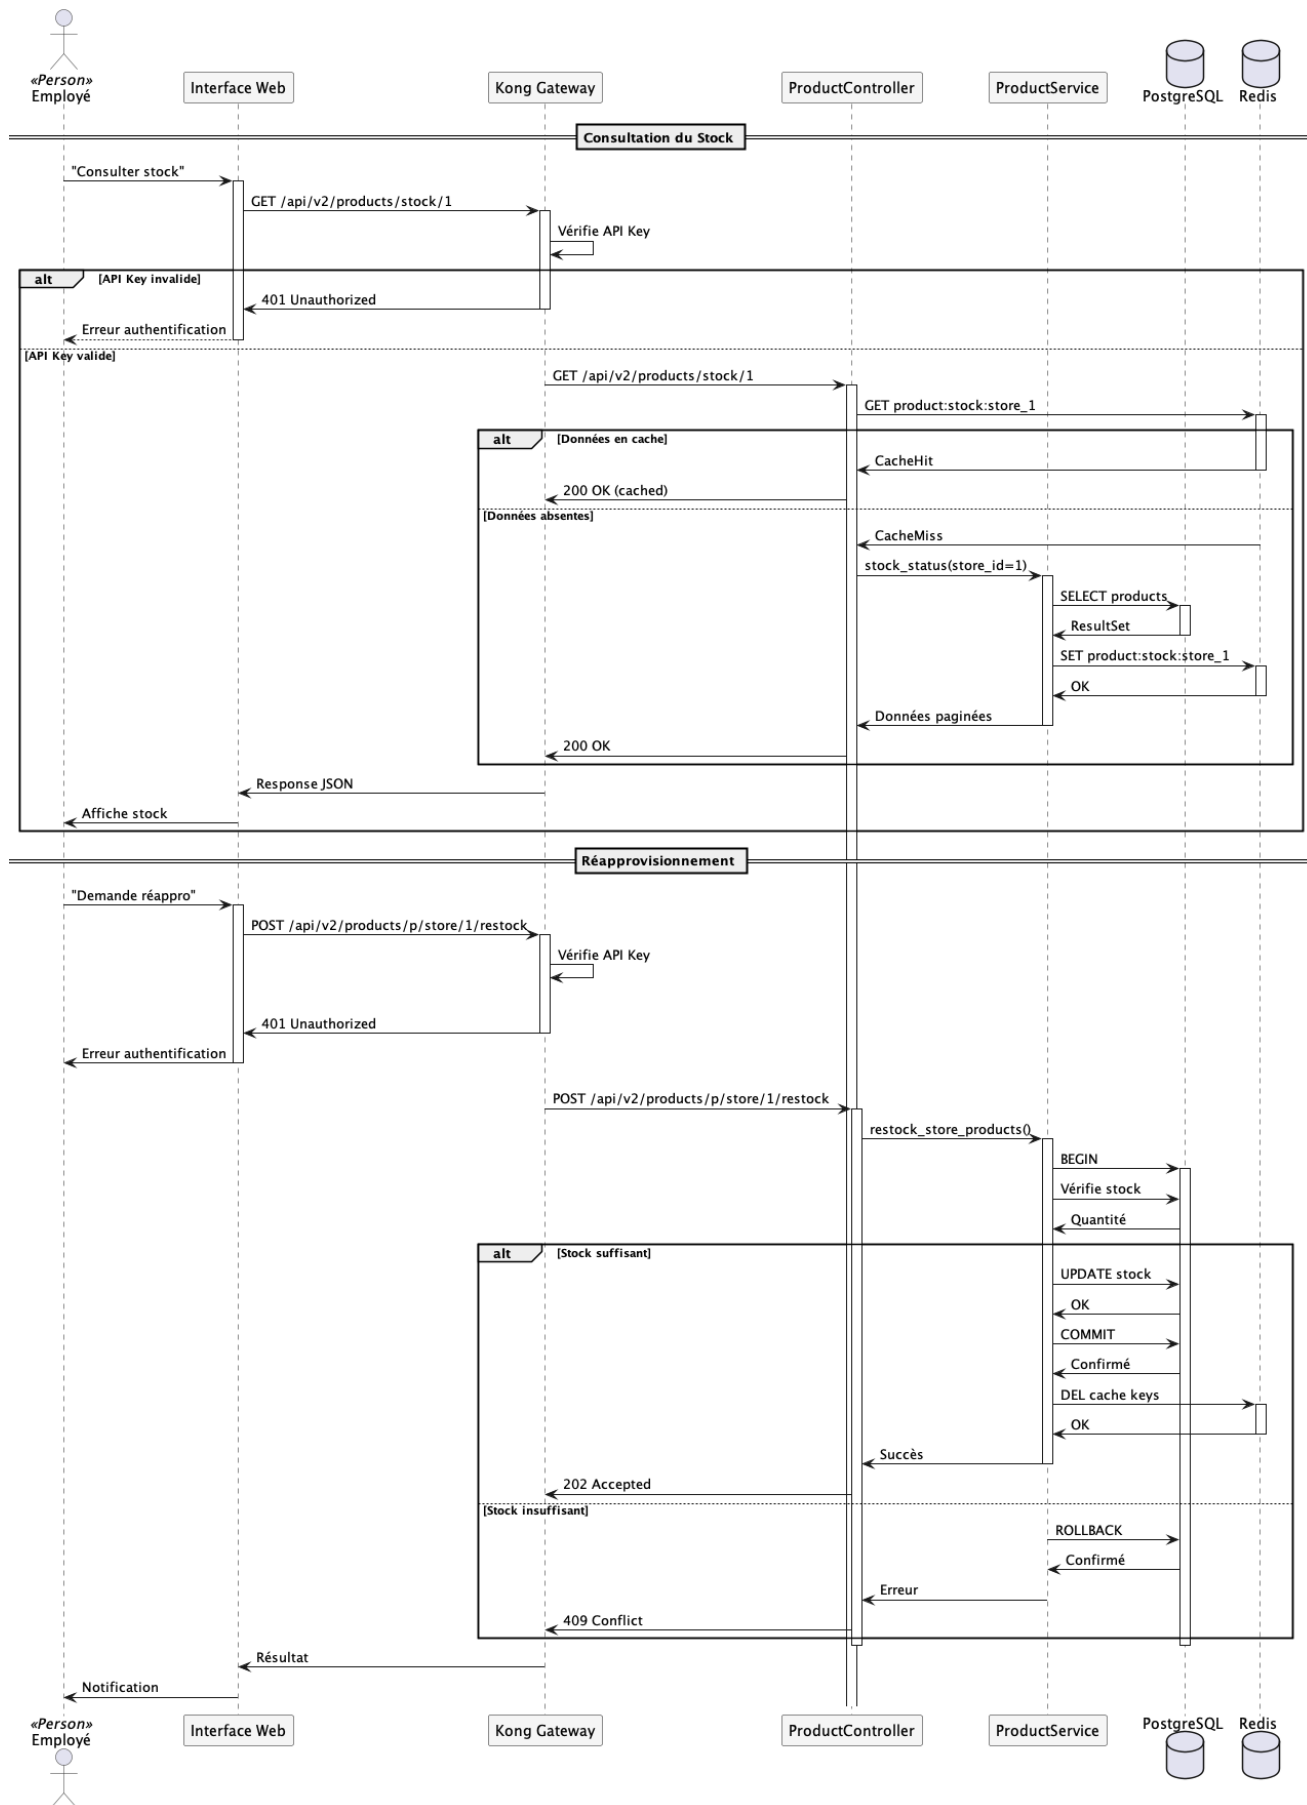 «Person»
Employé
Interface Web
Kong Gateway
ProductController
ProductService
PostgreSQL
Redis
Consultation du Stock
"Consulter stock"
GET /api/v2/products/stock/1
Vérifie API Key
alt
[API Key invalide]
401 Unauthorized
Erreur authentification
[API Key valide]
GET /api/v2/products/stock/1
GET product:stock:store_1
alt
[Données en cache]
CacheHit
200 OK (cached)
[Données absentes]
CacheMiss
stock_status(store_id=1)
SELECT products
ResultSet
SET product:stock:store_1
OK
Données paginées
200 OK
Response JSON
Affiche stock
Réapprovisionnement
"Demande réappro"
POST /api/v2/products/p/store/1/restock
Vérifie API Key
401 Unauthorized
Erreur authentification
POST /api/v2/products/p/store/1/restock
restock_store_products()
BEGIN
Vérifie stock
Quantité
alt
[Stock suffisant]
UPDATE stock
OK
COMMIT
Confirmé
DEL cache keys
OK
Succès
202 Accepted
[Stock insuffisant]
ROLLBACK
Confirmé
Erreur
409 Conflict
Résultat
Notification
«Person»
Employé
Interface Web
Kong Gateway
ProductController
ProductService
PostgreSQL
Redis